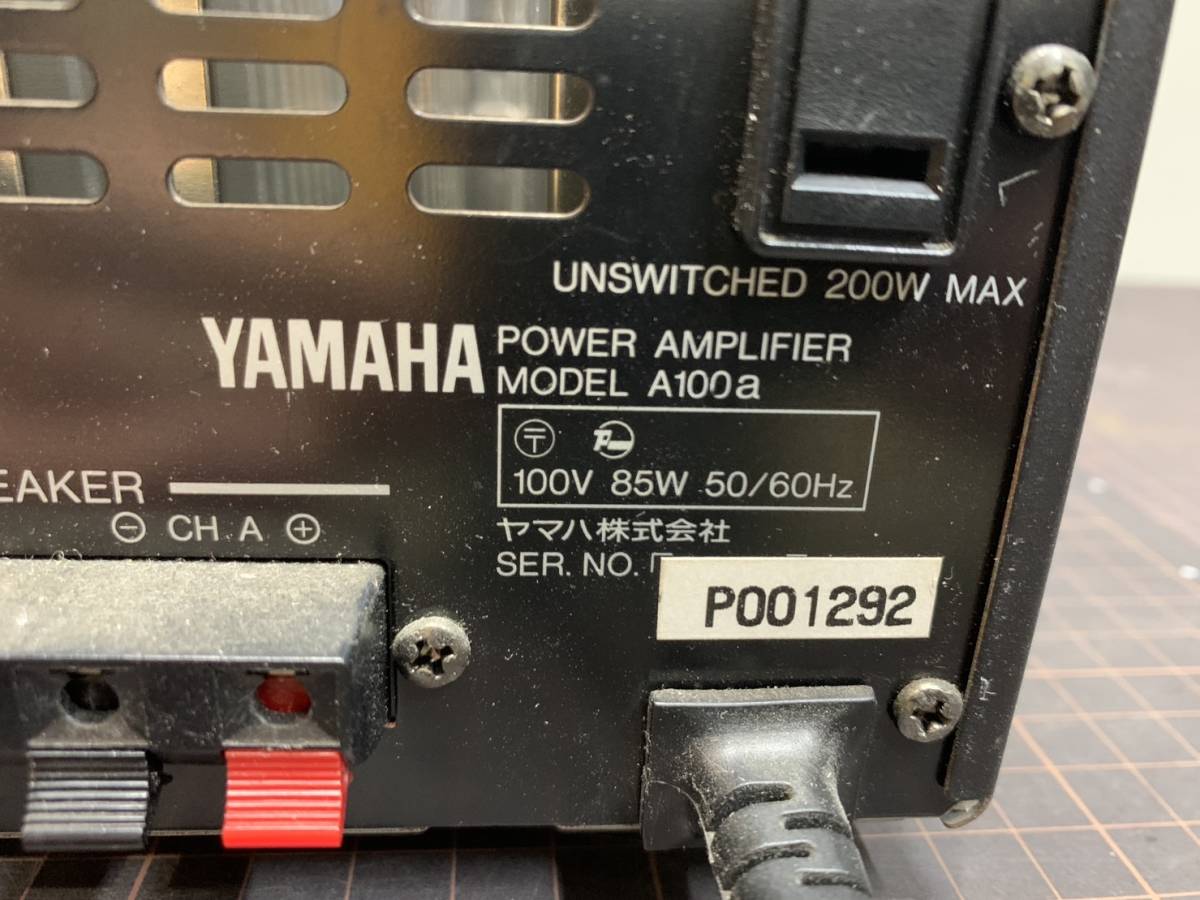 UNSWITCHED 200W MAX
YAMAHA
POWER AMPLIFIER
MODEL A100a
100V 85W 50/60Hz
ヤマハ株式会社
SER. NO.
P001292
EAKER
⊖ CH A ⊕